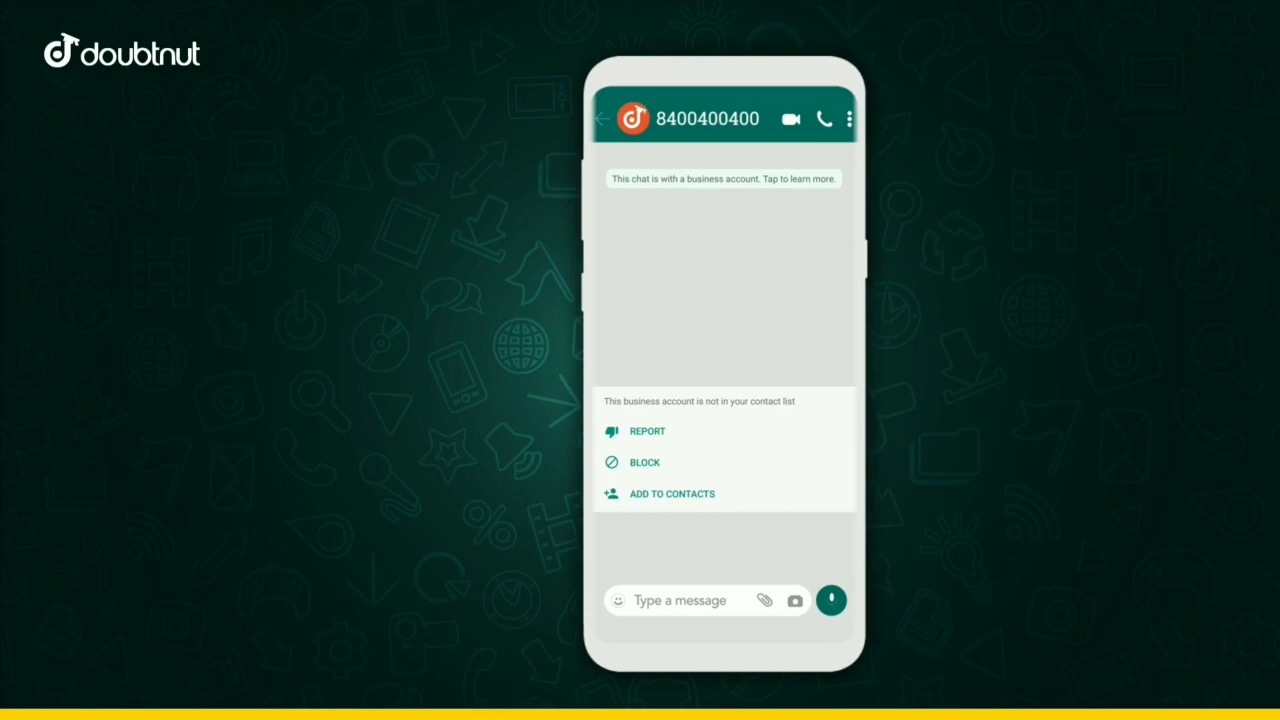 doubtnut
8400400400
This chat is with a business account. Tap to learn more.
This business account is not in your contact list
REPORT
BLOCK
ADD TO CONTACTS
Type a message